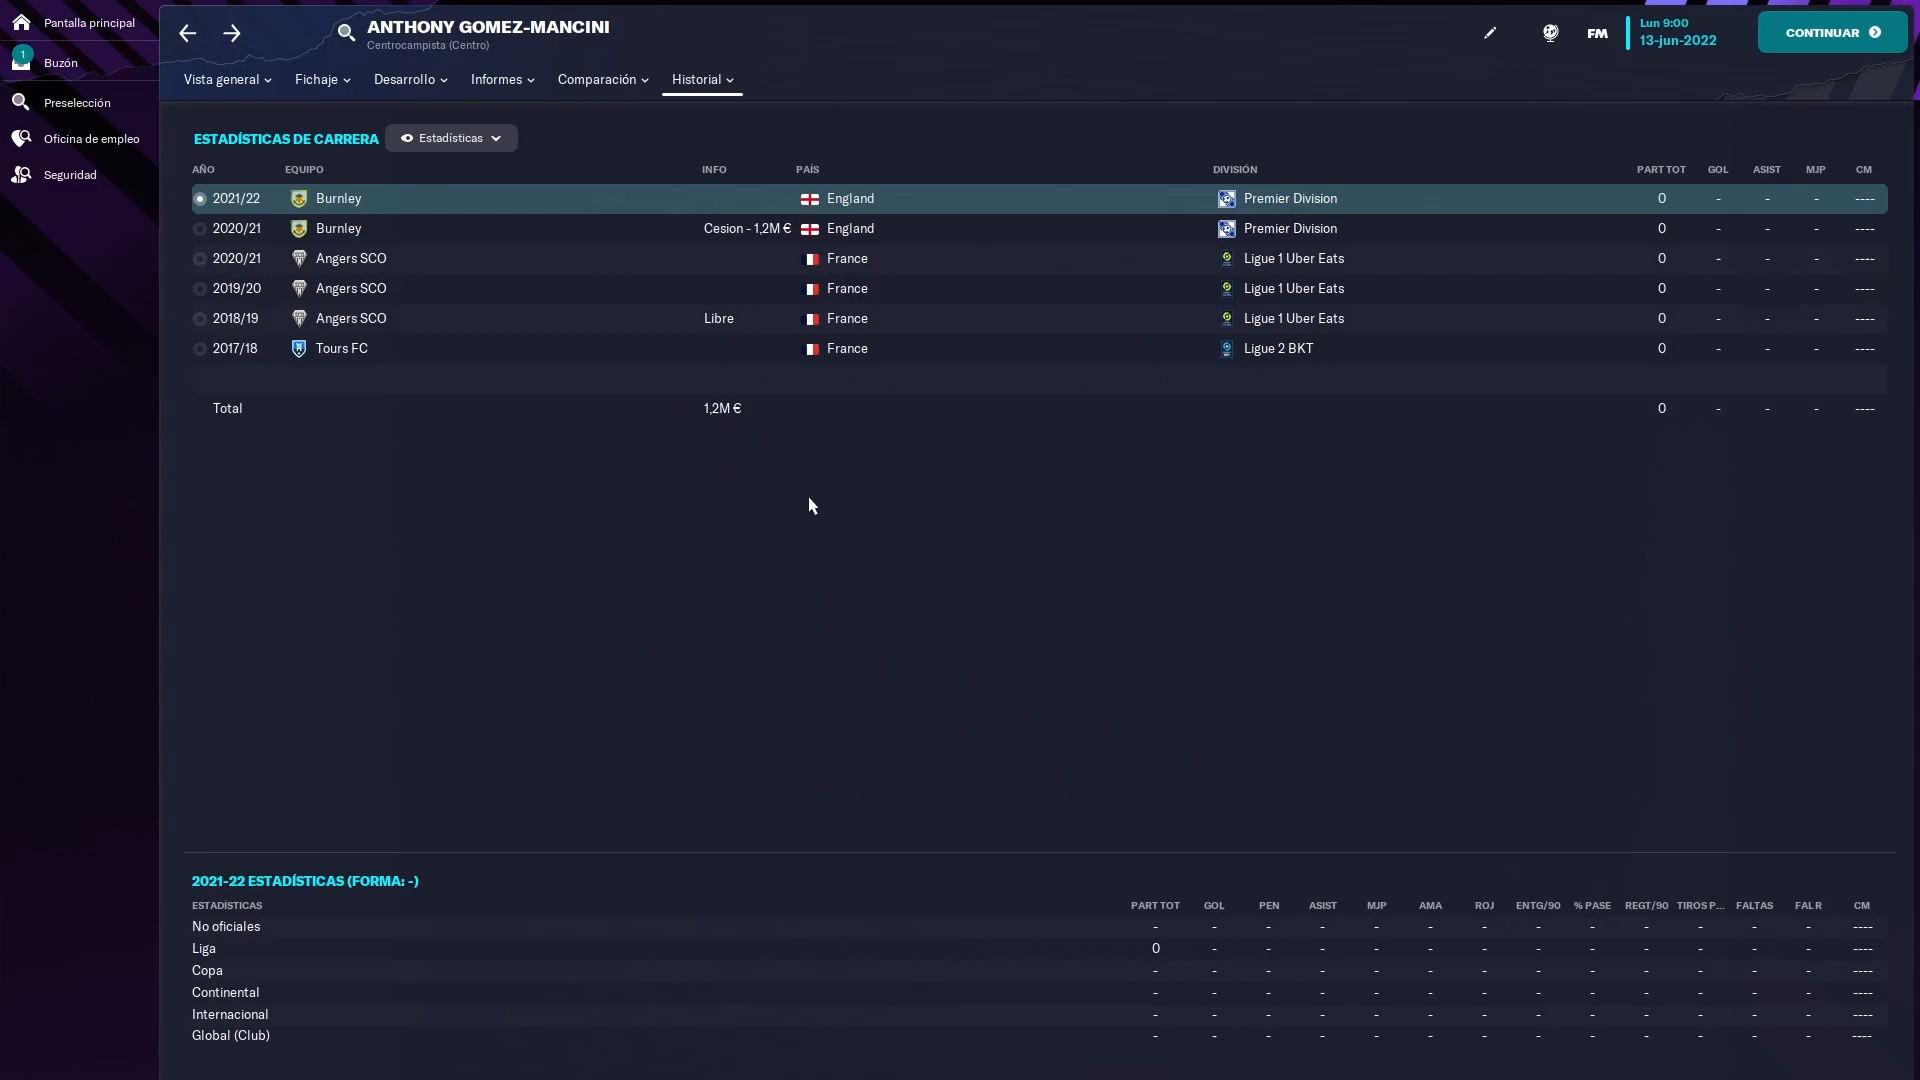 Pantalla principal
1
Buzón
Preselección
Oficina de empleo
Seguridad
ANTHONY GOMEZ-MANCINI
Centrocampista (Centro)
FM
Lun 9:00
13-jun-2022
CONTINUAR
Vista general Fichaje Desarrollo Informes Comparación Historial
ESTADÍSTICAS DE CARRERA Estadísticas
AÑO EQUIPO INFO PAÍS DIVISIÓN PART TOT GOL ASIST MJP CM
2021/22 Burnley England Premier Division 0 - - - ----
2020/21 Burnley Cesion - 1,2M € England Premier Division 0 - - - ----
2020/21 Angers SCO France Ligue 1 Uber Eats 0 - - - ----
2019/20 Angers SCO France Ligue 1 Uber Eats 0 - - - ----
2018/19 Angers SCO Libre France Ligue 1 Uber Eats 0 - - - ----
2017/18 Tours FC France Ligue 2 BKT 0 - - - ----
Total 1,2M € 0 - - - ----
2021-22 ESTADÍSTICAS (FORMA: -)
ESTADÍSTICAS PART TOT GOL PEN ASIST MJP AMA ROJ ENTG/90 % PASE REGT/90 TIROS P... FALTAS FAL R CM
No oficiales - - - - - - - - - - - - - ----
Liga 0 - - - - - - - - - - - - ----
Copa - - - - - - - - - - - - - ----
Continental - - - - - - - - - - - - - ----
Internacional - - - - - - - - - - - - - ----
Global (Club) - - - - - - - - - - - - - ----